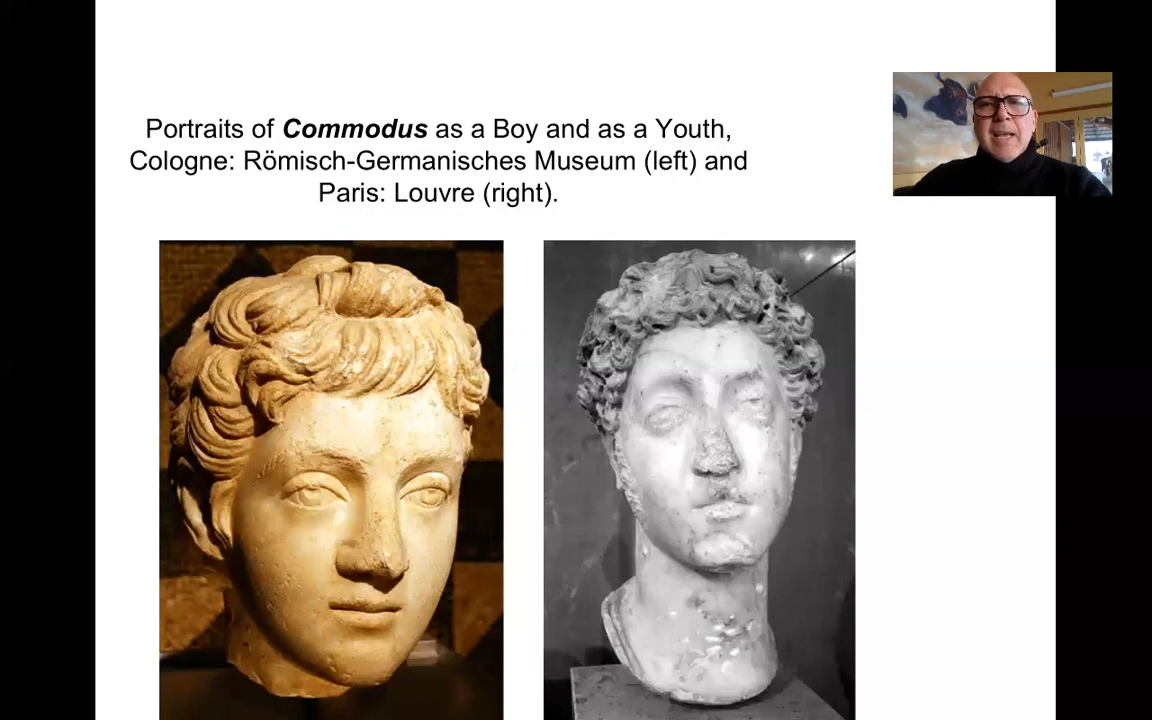 Portraits of Commodus as a Boy and as a Youth,
Cologne: Römisch-Germanisches Museum (left) and
Paris: Louvre (right).